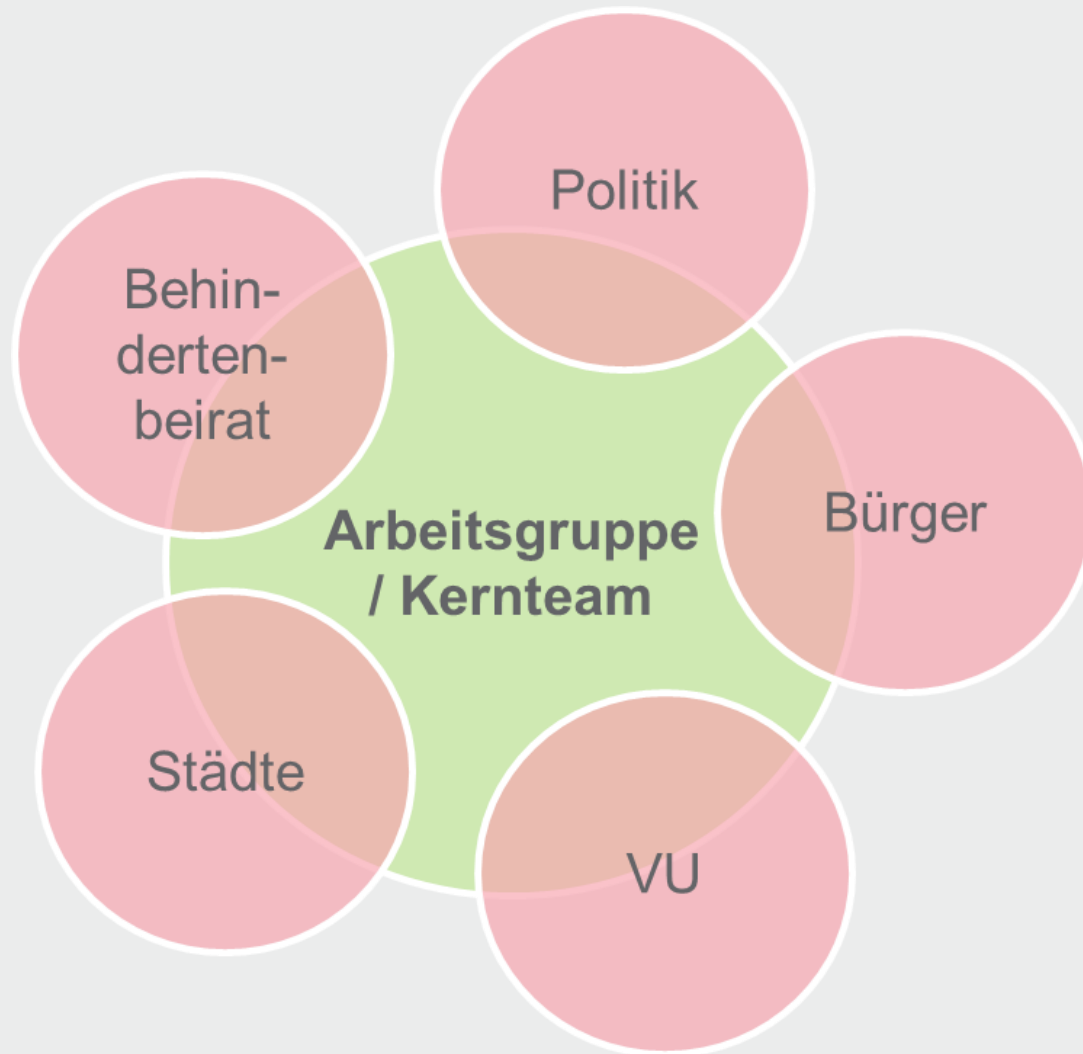 Politik
Behin-
derten-
beirat
Bürger
Arbeitsgruppe
/ Kernteam
Städte
VU